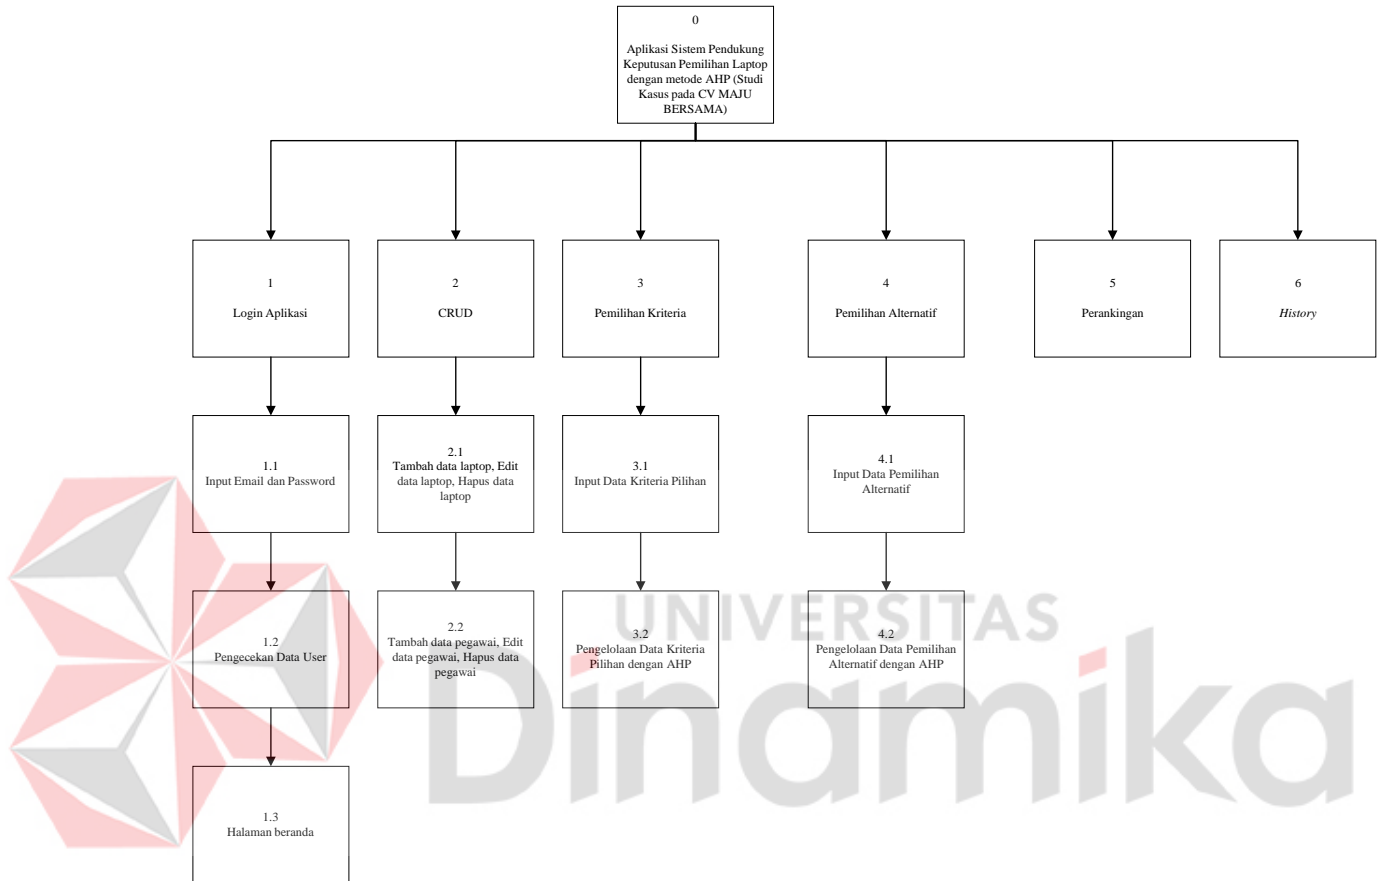 0
Aplikasi Sistem Pendukung
Keputusan Pemilihan Laptop
dengan metode AHP (Studi
Kasus pada CV MAJU
BERSAMA)
1
Login Aplikasi
2
CRUD
3
Pemilihan Kriteria
4
Pemilihan Alternatif
5
Perankingan
6
History
1.1
Input Email dan Password
2.1
Tambah data laptop, Edit
data laptop, Hapus data
laptop
3.1
Input Data Kriteria Pilihan
4.1
Input Data Pemilihan
Alternatif
1.2
Pengecekan Data User
2.2
Tambah data pegawai, Edit
data pegawai, Hapus data
pegawai
3.2
Pengelolaan Data Kriteria
Pilihan dengan AHP
4.2
Pengelolaan Data Pemilihan
Alternatif dengan AHP
1.3
Halaman beranda
UNIVERSITAS
Dinamika